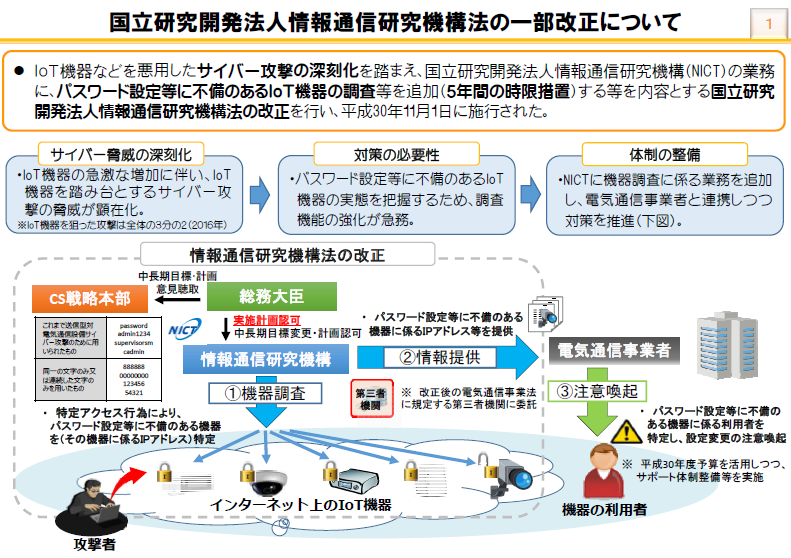 国立研究開発法人情報通信研究機構法の一部改正について
1
● IoT機器などを悪用したサイバー攻撃の深刻化を踏まえ、国立研究開発法人情報通信研究機構(NICT)の業務
に、パスワード設定等に不備のあるIoT機器の調査等を追加(5年間の時限措置)する等を内容とする国立研究
開発法人情報通信研究機構法の改正を行い、平成30年11月1日に施行された。
サイバー脅威の深刻化
・IoT機器の急激な増加に伴い、IoT
機器を踏み台とするサイバー攻
撃の脅威が顕在化。
※IoT機器を狙った攻撃は全体の3分の2(2016年)
対策の必要性
・パスワード設定等に不備のあるIoT
機器の実態を把握するため、調査
機能の強化が急務。
体制の整備
・NICTに機器調査に係る業務を追加
し、電気通信事業者と連携しつつ
対策を推進(下図)。
情報通信研究機構法の改正
中長期目標・計画
意見聴取
CS戦略本部
総務大臣
実施計画認可
中長期目標変更・計画認可
これまで送信型対
電気通信設備サイ
バー攻撃のために用
いられたもの
password
admin1234
supervisorsm
cadmin
同一の文字のみ又
は連続した文字の
みを用いたもの
888888
00000000
123456
54321
NICT
情報通信研究機構
・ パスワード設定等に不備のある
機器に係るIPアドレス等を提供
②情報提供
電気通信事業者
①機器調査
第三者
機関
※ 改正後の電気通信事業法
に規定する第三者機関に委託
③注意喚起
・ 特定アクセス行為により、
パスワード設定等に不備のある機器
を(その機器に係るIPアドレス)特定
・ パスワード設定等に不備の
ある機器に係る利用者を
特定し、設定変更の注意喚起
※ 平成30年度予算を活用しつつ、
サポート体制整備等を実施
インターネット上のIoT機器
機器の利用者
攻撃者